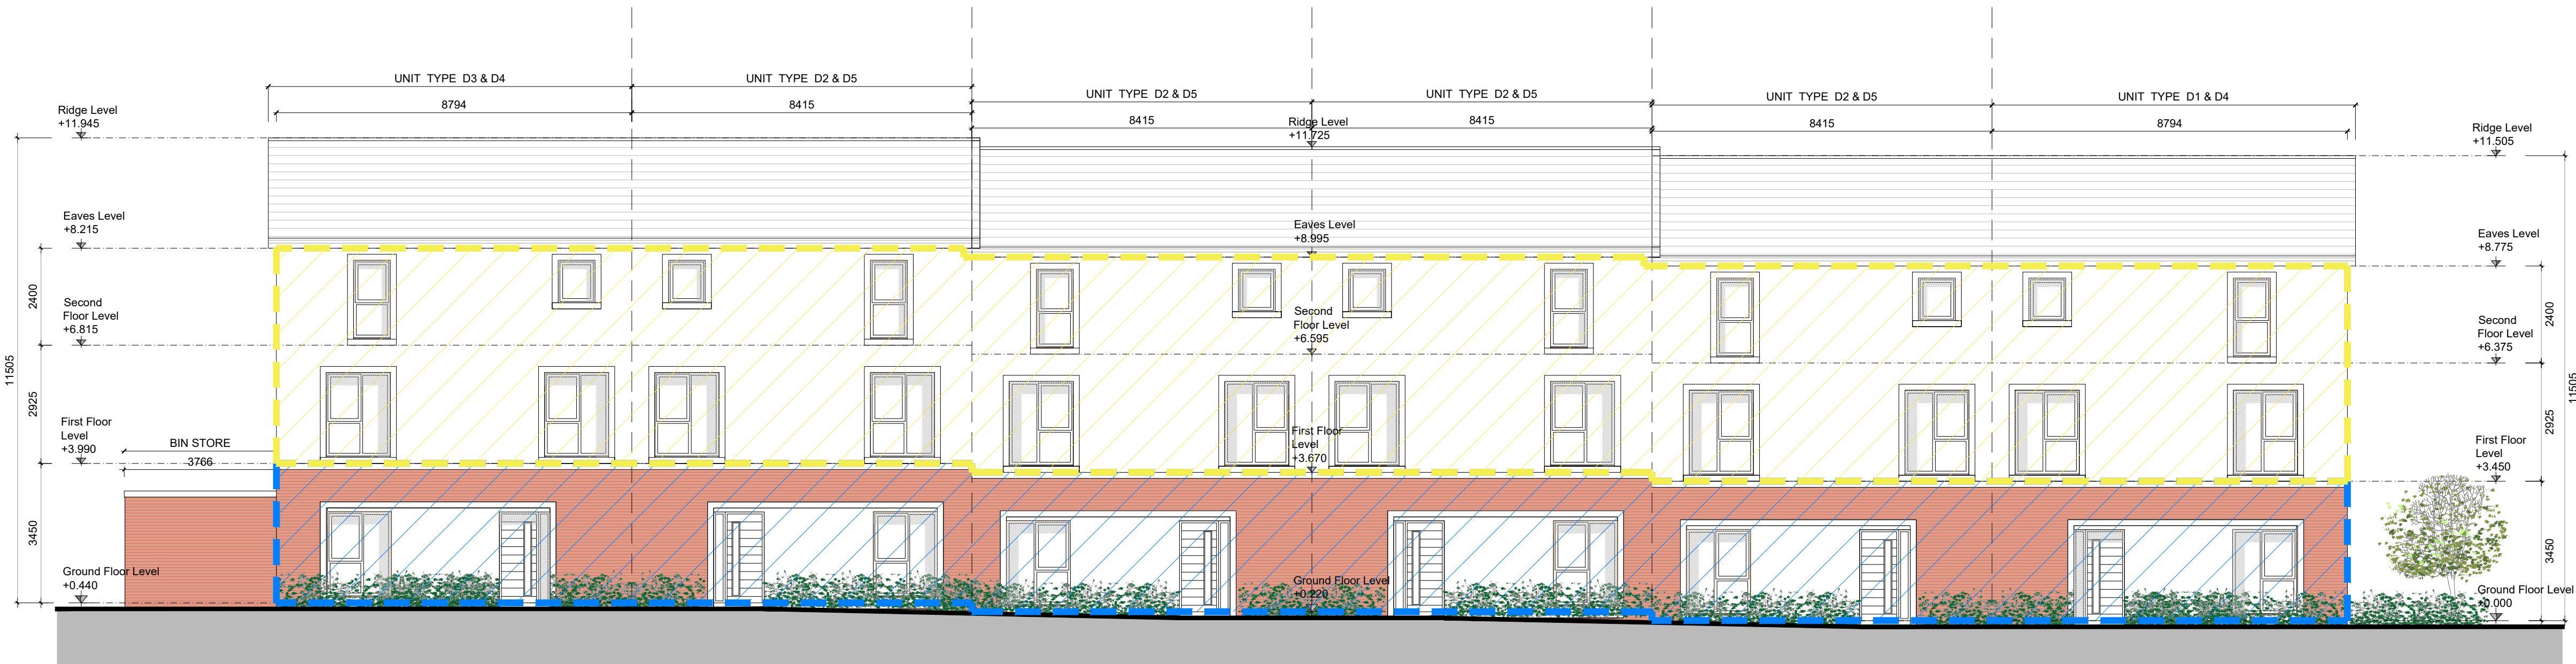 UNIT TYPE D3 & D4
UNIT TYPE D2 & D5
UNIT TYPE D2 & D5
UNIT TYPE D2 & D5
UNIT TYPE D2 & D5
UNIT TYPE D1 & D4
8794
8415
8415
8415
8415
8794
Ridge Level
+11.945
Ridge Level
+11.725
Ridge Level
+11.505
Eaves Level
+8.215
Eaves Level
+8.995
Eaves Level
+8.775
2400
Second
Floor Level
+6.815
Second
Floor Level
+6.595
Second
Floor Level
+6.375
2400
11505
2925
First Floor
Level
+3.990
BIN STORE
3766
First Floor
Level
+3.670
First Floor
Level
+3.450
2925
11505
3450
Ground Floor Level
+0.440
Ground Floor Level
+0.220
Ground Floor Level
+0.000
3450